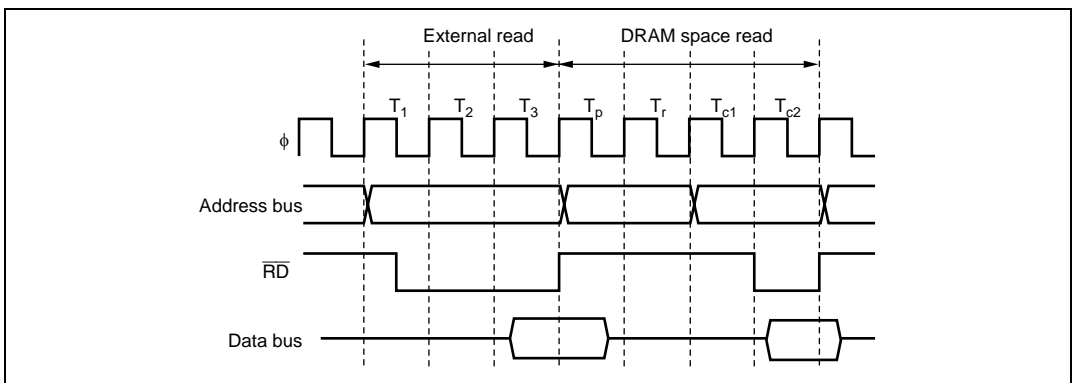 External read DRAM space read
T1 T2 T3 Tp Tr Tc1 Tc2
ϕ
Address bus
RD
Data bus